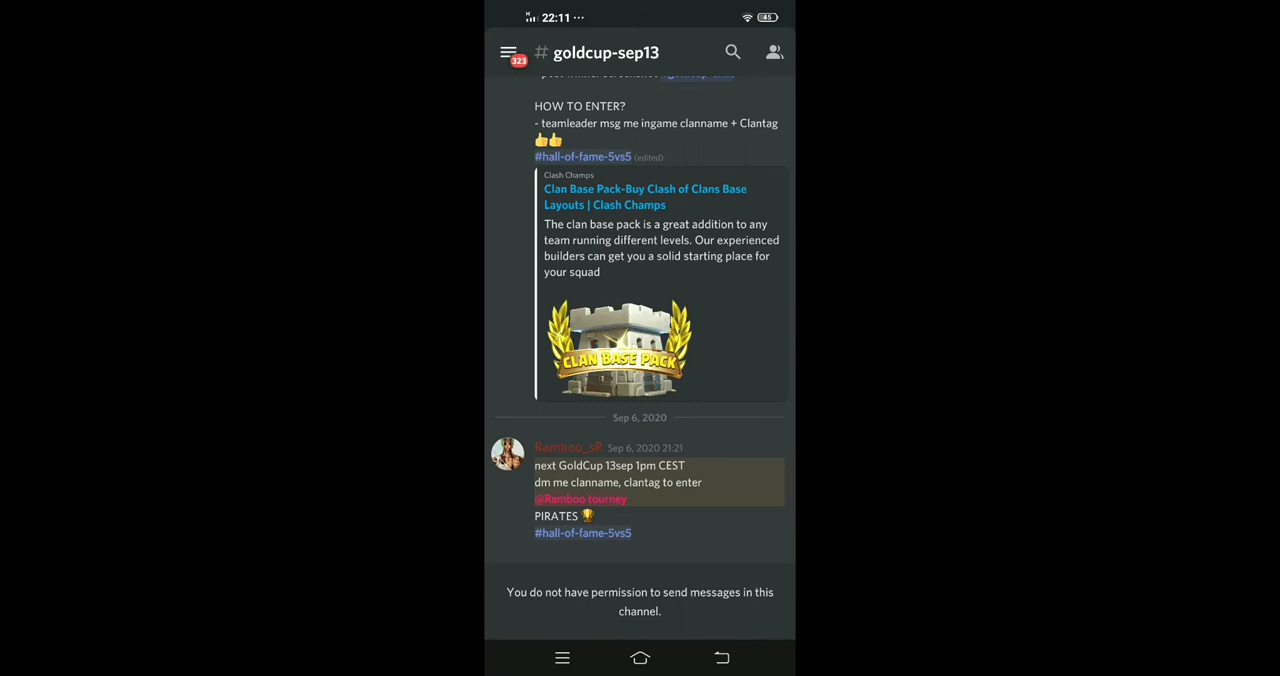 22:11 ···
45
323
# goldcup-sep13
HOW TO ENTER?
- teamleader msg me ingame clanname + Clantag
👍👍
#hall-of-fame-5vs5 (edited)
Clash Champs
Clan Base Pack-Buy Clash of Clans Base
Layouts | Clash Champs
The clan base pack is a great addition to any
team running different levels. Our experienced
builders can get you a solid starting place for
your squad
CLAN BASE PACK
Sep 6, 2020
Ramboo_sR Sep 6, 2020 21:21
next GoldCup 13sep 1pm CEST
dm me clanname, clantag to enter
@Ramboo tourney
PIRATES 🏆
#hall-of-fame-5vs5
You do not have permission to send messages in this
channel.